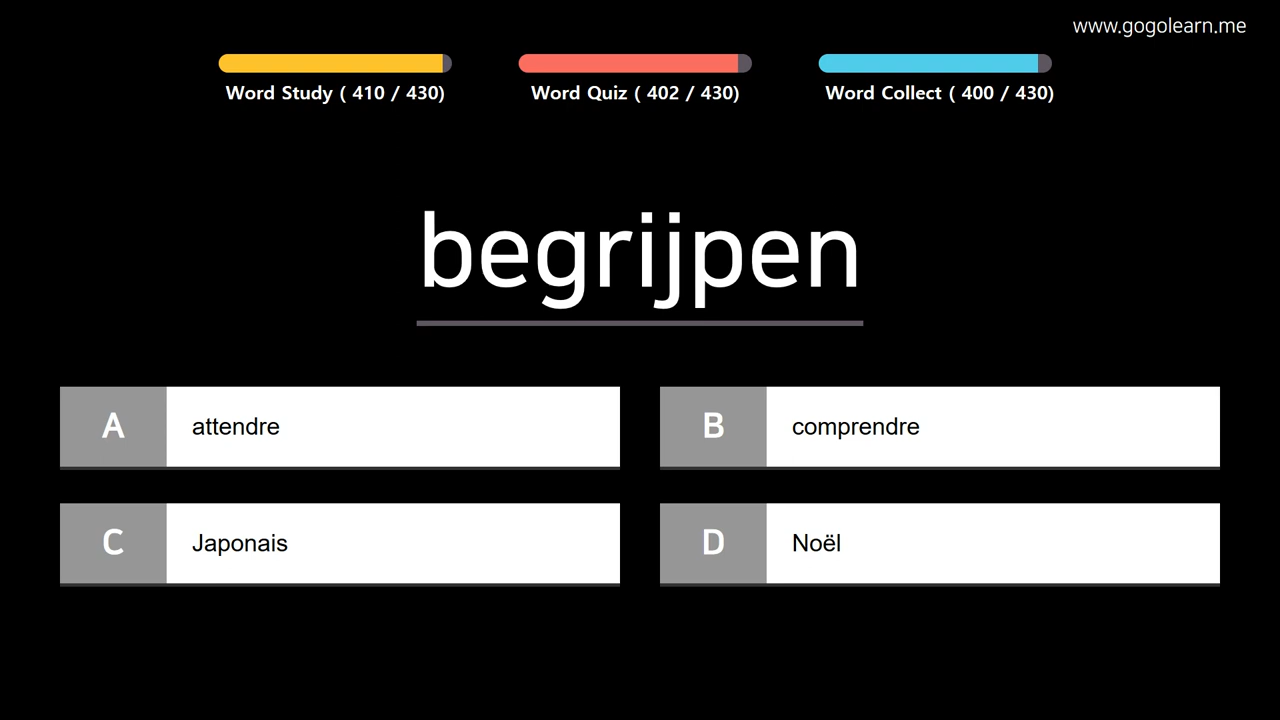 www.gogolearn.me
Word Study ( 410 / 430)
Word Quiz ( 402 / 430)
Word Collect ( 400 / 430)
begrijpen
A attendre
B comprendre
C Japonais
D Noël